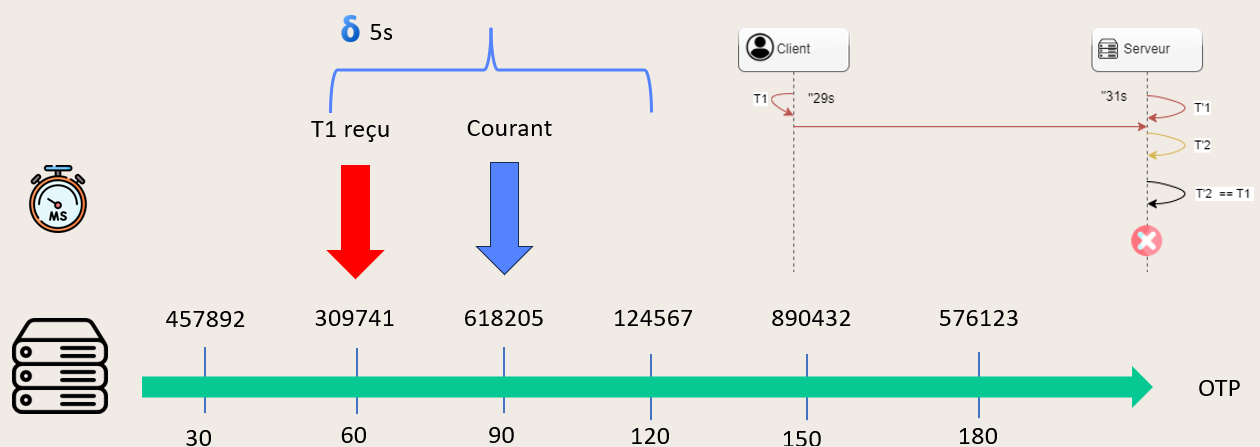 δ 5s
T1 reçu
Courant
Client
Serveur
T1
"29s
"31s
T'1
T'2
T'2 == T1
MS
457892
309741
618205
124567
890432
576123
OTP
30
60
90
120
150
180